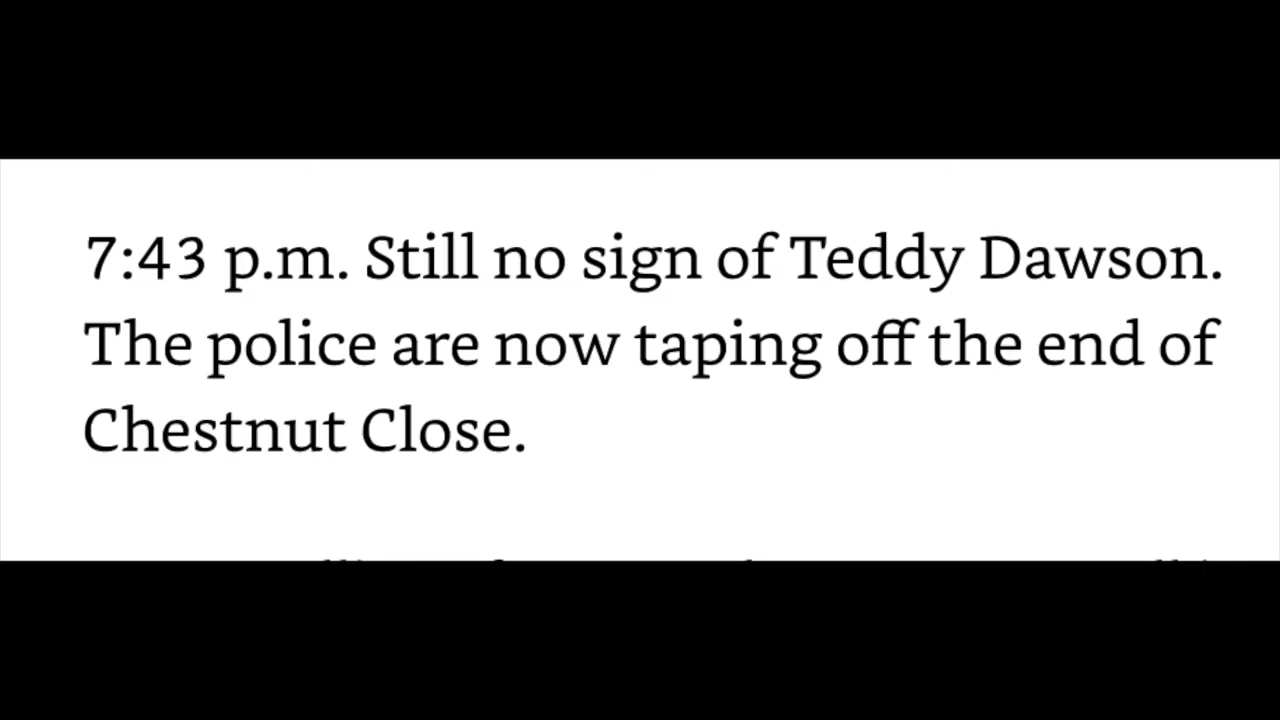 7:43 p.m. Still no sign of Teddy Dawson.
The police are now taping off the end of
Chestnut Close.